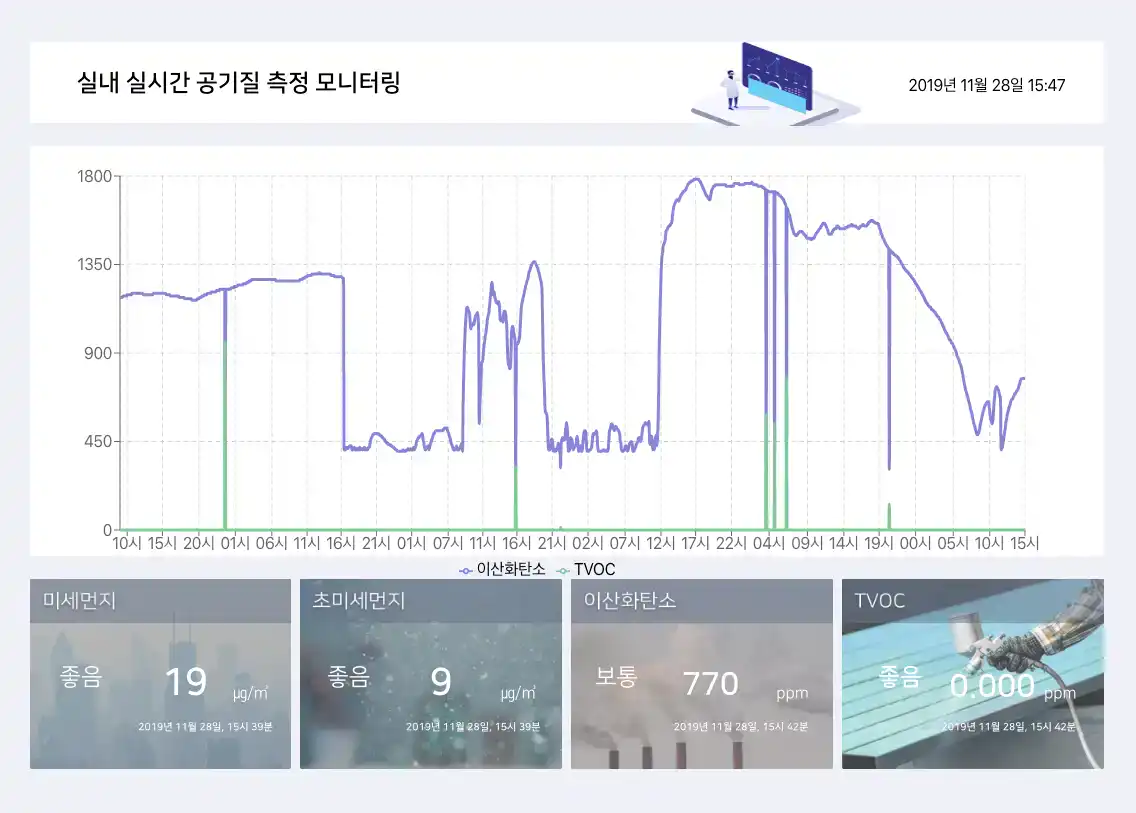 실내 실시간 공기질 측정 모니터링
2019년 11월 28일 15:47
1800
1350
900
450
0
10시 15시 20시 01시 06시 11시 16시 21시 01시 07시 11시 16시 21시 02시 07시 12시 17시 22시 04시 09시 14시 19시 00시 05시 10시 15시
이산화탄소 TVOC
미세먼지
좋음 19 μg/㎥
2019년 11월 28일, 15시 39분
초미세먼지
좋음 9 μg/㎥
2019년 11월 28일, 15시 39분
이산화탄소
보통 770 ppm
2019년 11월 28일, 15시 42분
TVOC
좋음 0.000 ppm
2019년 11월 28일, 15시 42분